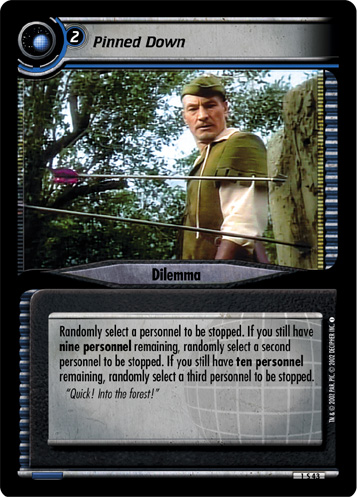 2
Pinned Down
Dilemma
Randomly select a personnel to be stopped. If you still have
nine personnel remaining, randomly select a second
personnel to be stopped. If you still have ten personnel
remaining, randomly select a third personnel to be stopped.
"Quick! Into the forest!"
TM & © 2002 PAR. PIC. © 2002 DECIPHER INC.
1 S 43